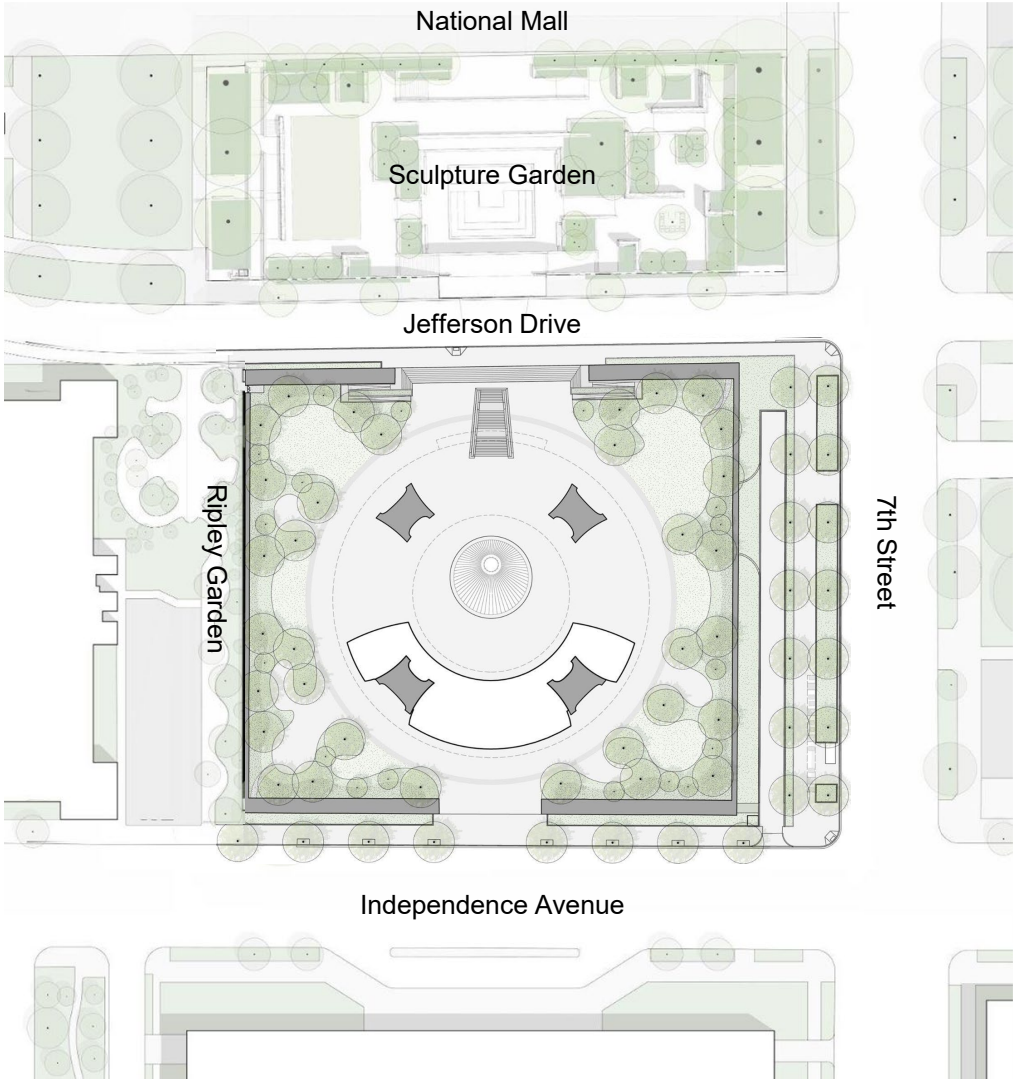 National Mall
Sculpture Garden
Jefferson Drive
Ripley Garden
7th Street
Independence Avenue